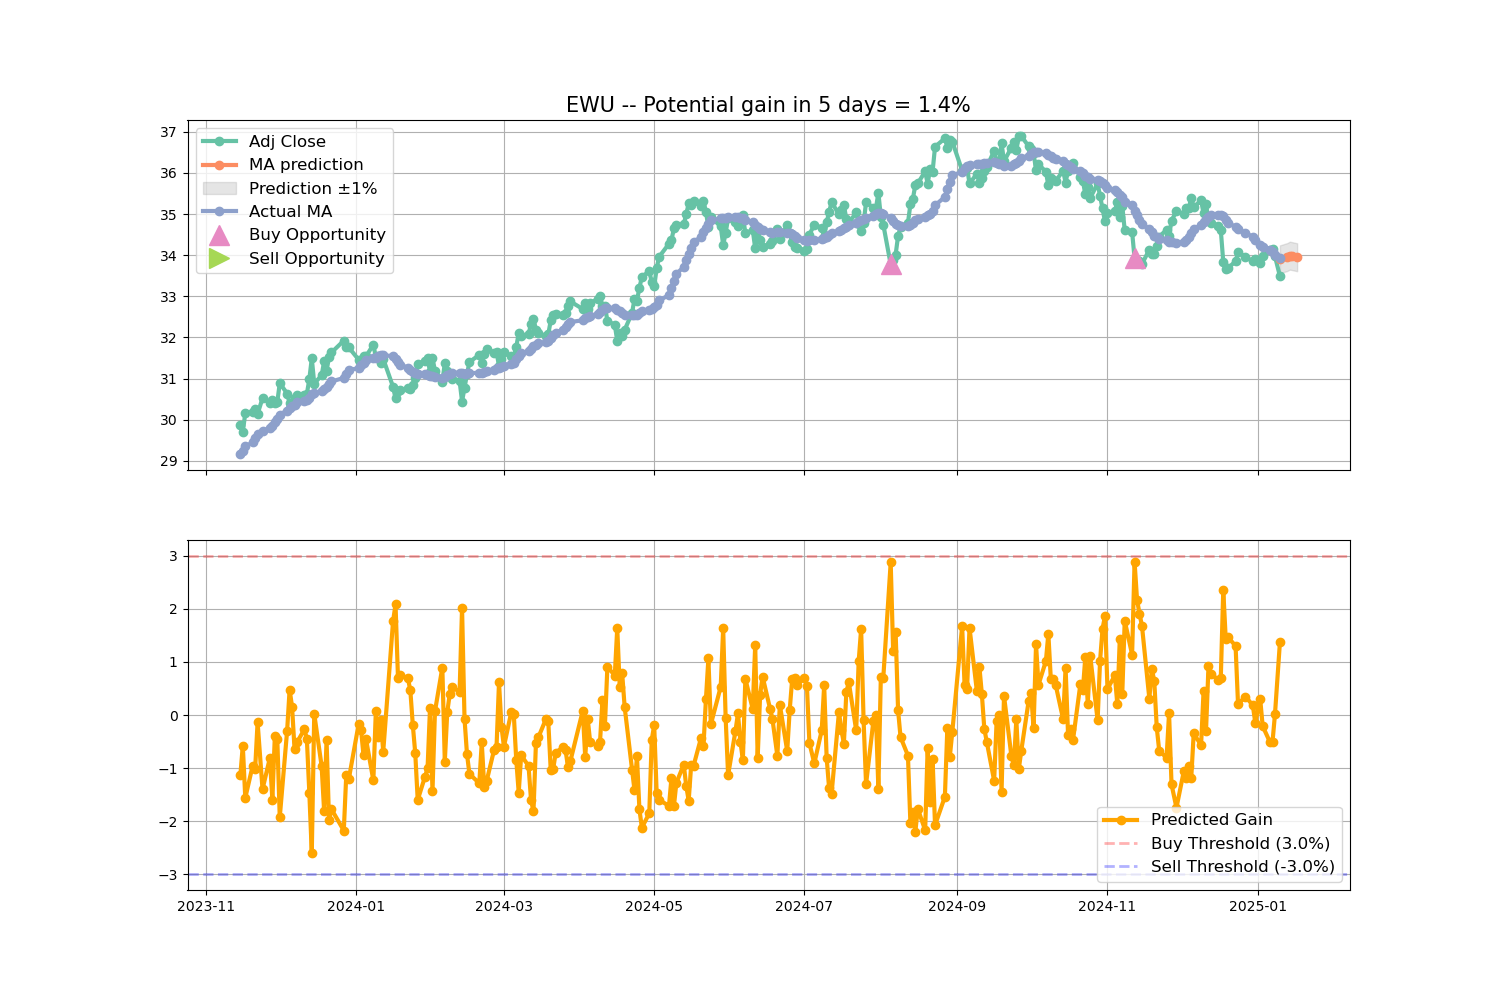 EWU -- Potential gain in 5 days = 1.4%
37
36
35
34
33
32
31
30
29
Adj Close
MA prediction
Prediction ±1%
Actual MA
Buy Opportunity
Sell Opportunity
3
2
1
0
−1
−2
−3
Predicted Gain
Buy Threshold (3.0%)
Sell Threshold (-3.0%)
2023-11
2024-01
2024-03
2024-05
2024-07
2024-09
2024-11
2025-01